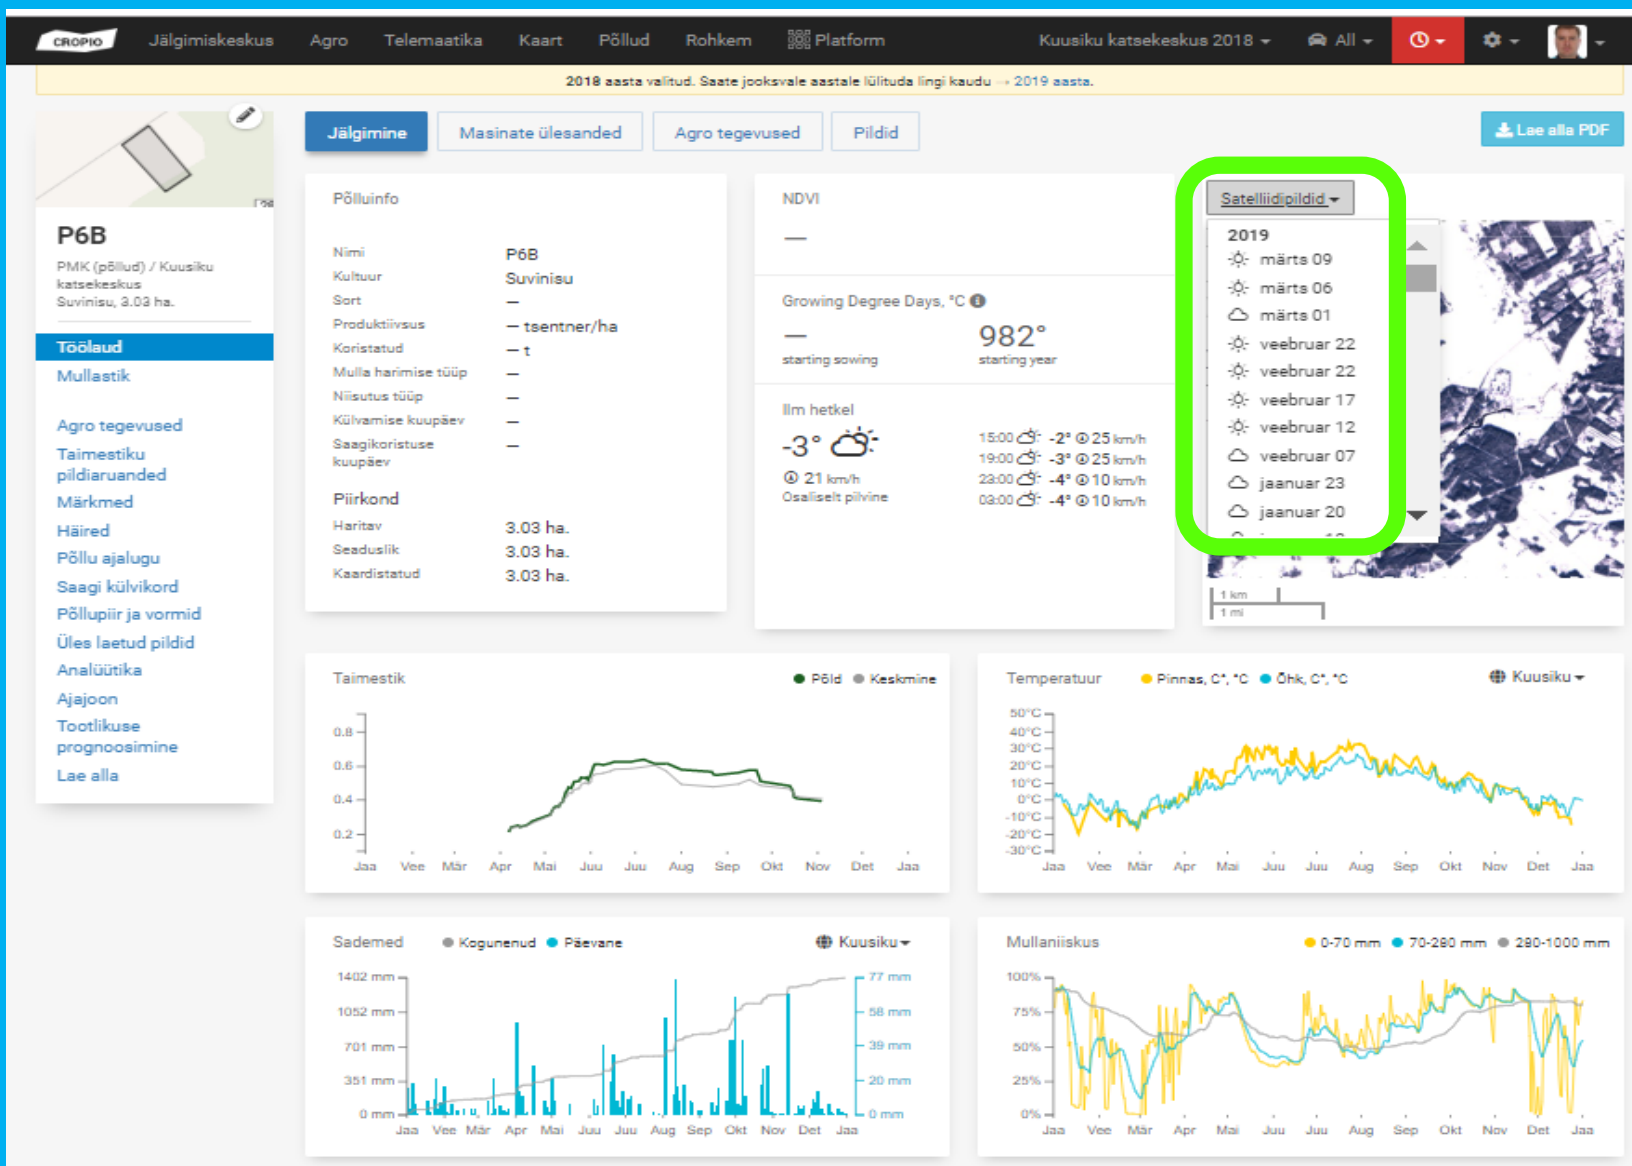 CROPIO Jälgimiskeskus Agro Telemaatika Kaart Põllud Rohkem Platform Kuusiku katsekeskus 2018 All
2018 aasta valitud. Saate jooksvale aastale lülituda lingi kaudu → 2019 aasta.
P6B
PMK (põllud) / Kuusiku
katsekeskus
Suvinisu, 3.03 ha.
Töölaud
Mullastik
Agro tegevused
Taimestiku
pildiaruanded
Märkmed
Häired
Põllu ajalugu
Saagi külvikord
Põllupiir ja vormid
Üles laetud pildid
Analüütika
Ajajoon
Tootlikuse
prognoosimine
Lae alla
Jälgimine Masinate ülesanded Agro tegevused Pildid Lae alla PDF
Põlluinfo
Nimi P6B
Kultuur Suvinisu
Sort —
Produktiivsus — tsentner/ha
Koristatud — t
Mulla harimise tüüp —
Niisutus tüüp —
Külvamise kuupäev —
Saagikoristuse —
kuupäev
Piirkond
Haritav 3.03 ha.
Seaduslik 3.03 ha.
Kaardistatud 3.03 ha.
NDVI
—
Growing Degree Days, °C
— 982°
starting sowing starting year
Ilm hetkel
-3°
21 km/h
Osaliselt pilvine
15:00 -2° 25 km/h
19:00 -3° 25 km/h
23:00 -4° 10 km/h
03:00 -4° 10 km/h
Satelliidipildid
2019
märts 09
märts 06
märts 01
veebruar 22
veebruar 22
veebruar 17
veebruar 12
veebruar 07
jaanuar 23
jaanuar 20
1 km
1 mi
Taimestik Põld Keskmine
0.8
0.6
0.4
0.2
Jaa Vee Mär Apr Mai Juu Juu Aug Sep Okt Nov Det Jaa
Temperatuur Pinnas, C°, °C Õhk, C°, °C Kuusiku
50°C
40°C
30°C
20°C
10°C
0°C
-10°C
-20°C
-30°C
Jaa Vee Mär Apr Mai Juu Juu Aug Sep Okt Nov Det Jaa
Sademed Kogunenud Päevane Kuusiku
1402 mm 77 mm
1052 mm 58 mm
701 mm 39 mm
351 mm 20 mm
0 mm 0 mm
Jaa Vee Mär Apr Mai Juu Juu Aug Sep Okt Nov Det Jaa
Mullaniiskus 0-70 mm 70-280 mm 280-1000 mm
100%
75%
50%
25%
0%
Jaa Vee Mär Apr Mai Juu Juu Aug Sep Okt Nov Det Jaa